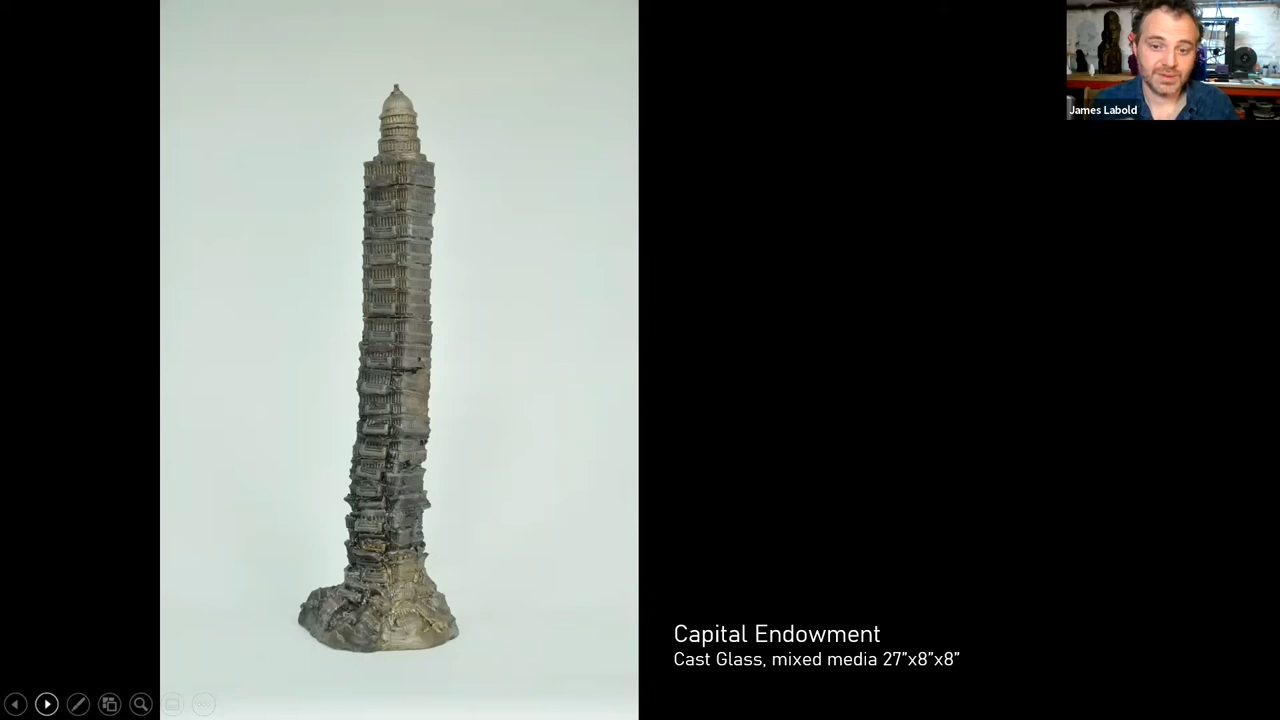 James Labold
Capital Endowment
Cast Glass, mixed media 27”x8”x8”